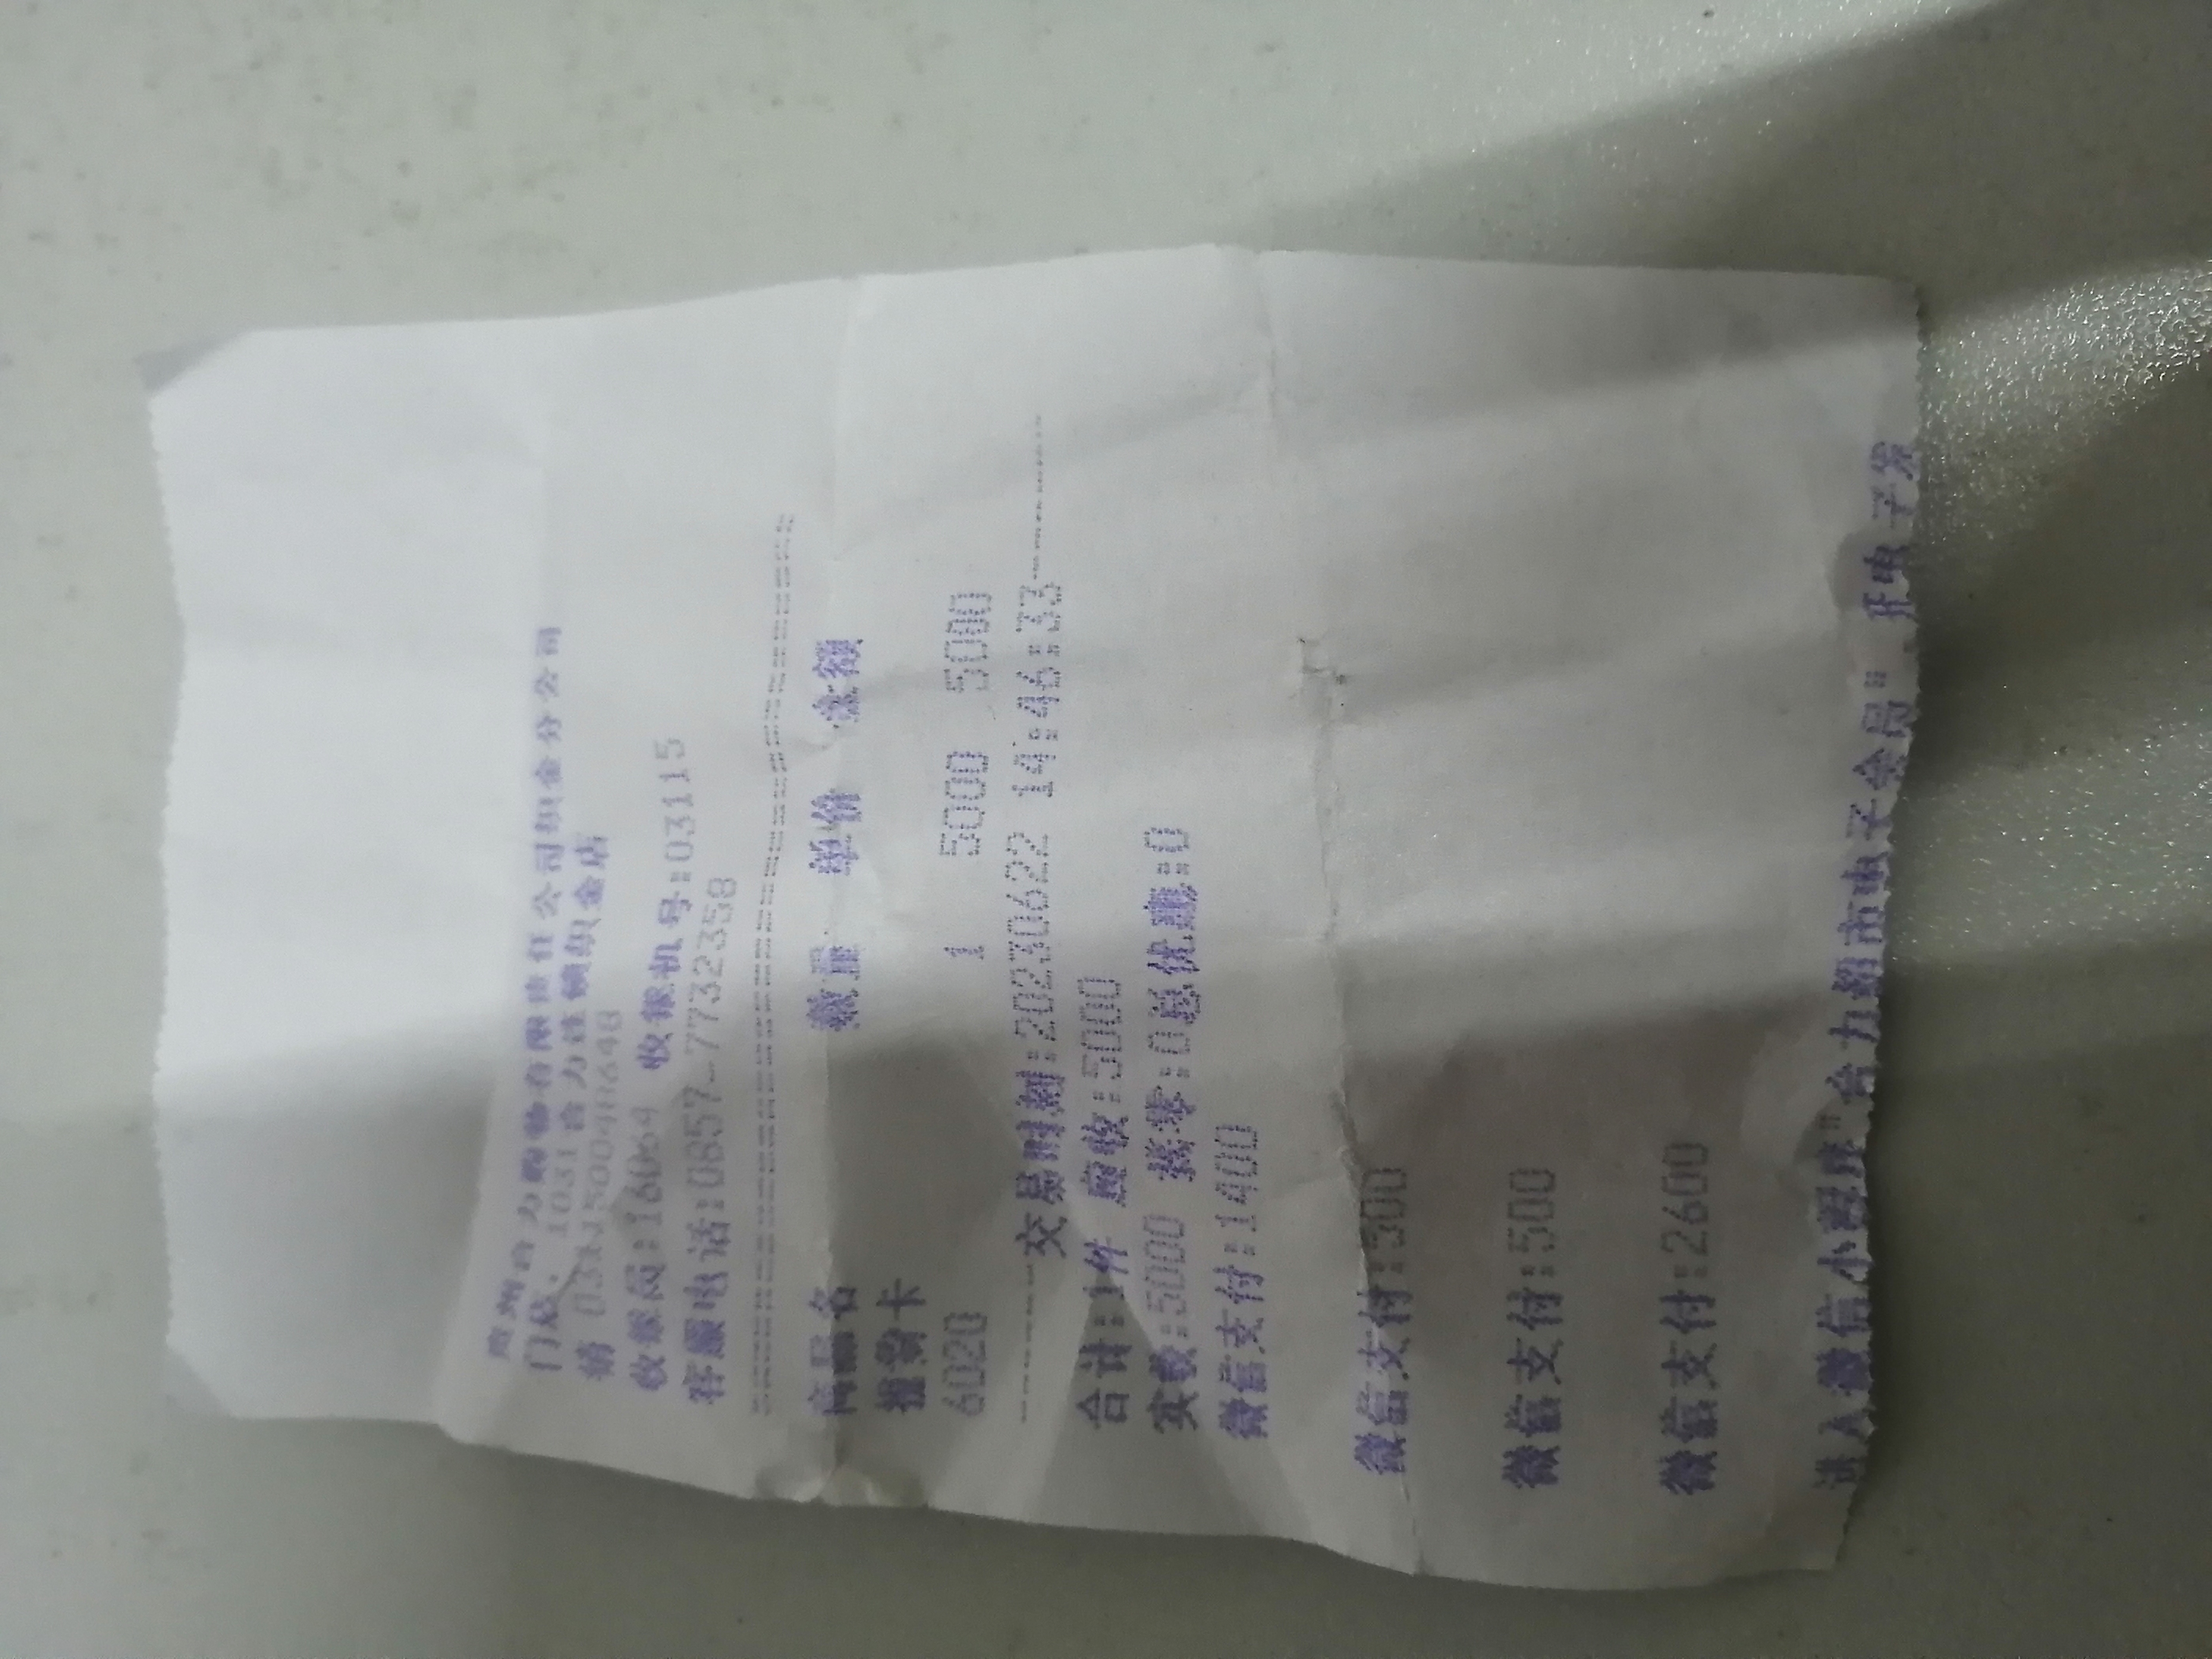 贵州合力购物有限责任公司织金分公司
门店: 1031合力连锁织金店
销
收银员:16064 收银机号:03115
客服电话:0857-7732358
商品名 数量 单价 金额
提货卡
6020 1 5000 5000
交易时刻:20230622 14:46:33
合计:1件 应收:5000
实收:5000 找零:0总优惠:0
微信支付:1400
微信支付:300
微信支付:500
微信支付:2600
进入微信小程序"合力超市电子会员" 开电子发